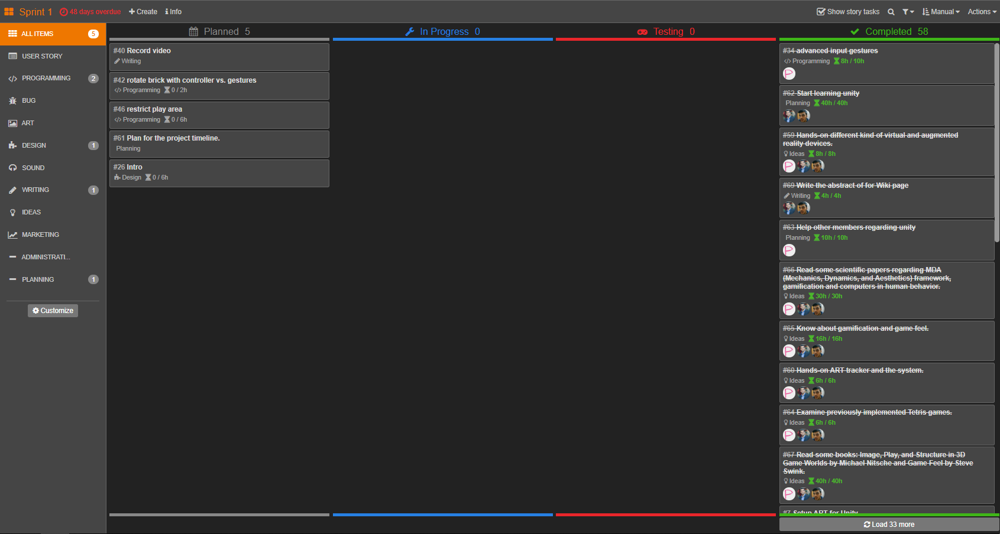 Sprint 1 48 days overdue Create Info Show story tasks Manual Actions
ALL ITEMS 5
USER STORY
PROGRAMMING 2
BUG
ART
DESIGN 1
SOUND
WRITING 1
IDEAS
MARKETING
ADMINISTRATI...
PLANNING 1
Customize
Planned 5
#40 Record video
Writing
#42 rotate brick with controller vs. gestures
Programming 0 / 2h
#46 restrict play area
Programming 0 / 6h
#61 Plan for the project timeline.
Planning
#26 Intro
Design 0 / 6h
In Progress 0
Testing 0
Completed 58
#34 advanced input gestures
Programming 8h / 10h
#62 Start learning unity
Planning 40h / 40h
#59 Hands-on different kind of virtual and augmented
reality devices.
Ideas 8h / 8h
#69 Write the abstract of for Wiki page
Writing 4h / 4h
#63 Help other members regarding unity
Planning 10h / 10h
#66 Read some scientific papers regarding MDA
(Mechanics, Dynamics, and Aesthetics) framework,
gamification and computers in human behavior.
Ideas 30h / 30h
#65 Know about gamification and game feel.
Ideas 16h / 16h
#60 Hands-on ART tracker and the system.
Ideas 6h / 6h
#64 Examine previously implemented Tetris games.
Ideas 6h / 6h
#67 Read some books: Image, Play, and Structure in 3D
Game Worlds by Michael Nitsche and Game Feel by Steve
Swink.
Ideas 40h / 40h
#7 Setup ART for Unity
Load 33 more